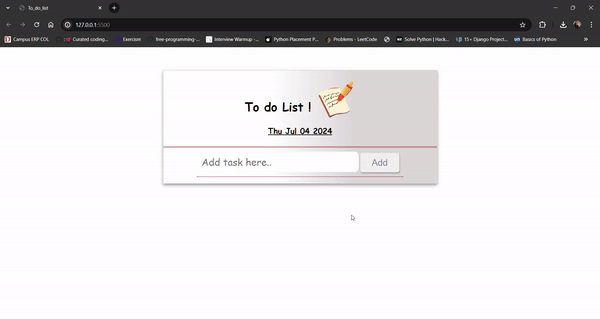 To_do_list
127.0.0.1:5500
Campus ERP COL
Curated coding...
Exercism
free-programming-...
Interview Warmup -...
Python Placement P...
Problems - LeetCode
Solve Python | Hack...
15+ Django Project...
Basics of Python
To do List !
Thu Jul 04 2024
Add task here..
Add